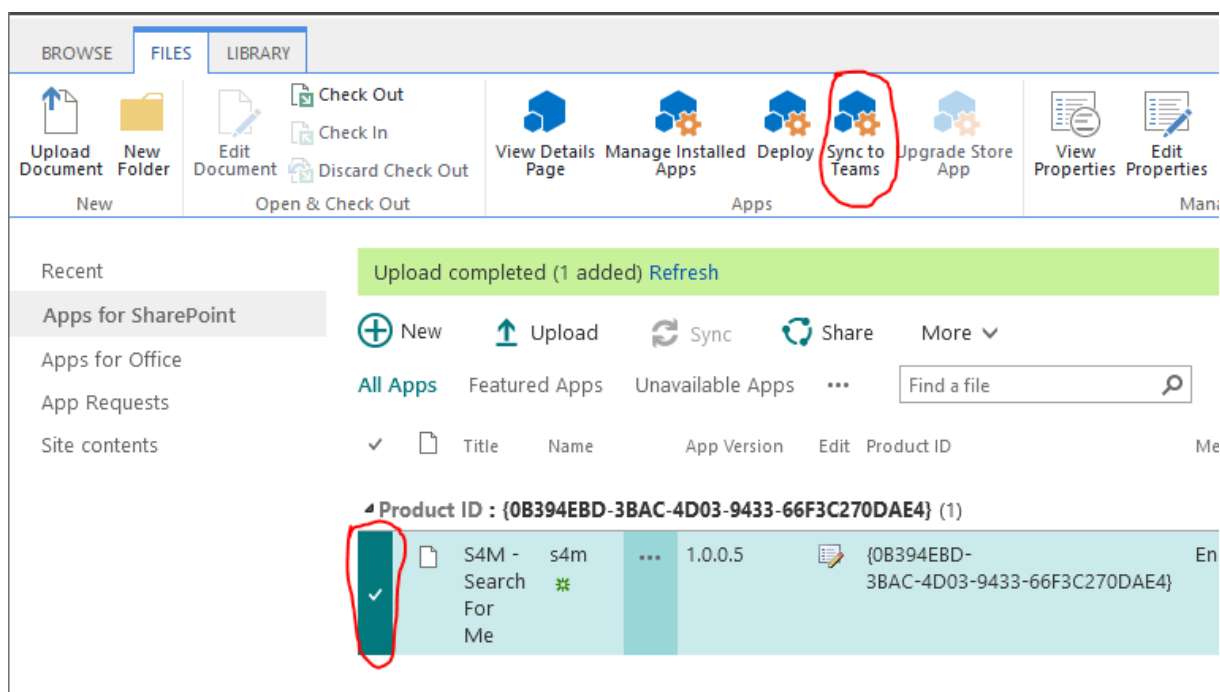 BROWSE FILES LIBRARY
Upload Document
New Folder
New
Edit Document
Check Out
Check In
Discard Check Out
Open & Check Out
View Details Page
Manage Installed Apps
Deploy
Sync to Teams
Upgrade Store App
Apps
View Properties
Edit Properties
Mana
Recent
Apps for SharePoint
Apps for Office
App Requests
Site contents
Upload completed (1 added) Refresh
New Upload Sync Share More
All Apps Featured Apps Unavailable Apps ••• Find a file
Title Name App Version Edit Product ID Me
Product ID : {0B394EBD-3BAC-4D03-9433-66F3C270DAE4} (1)
S4M - Search For Me
s4m
••• 1.0.0.5
{0B394EBD-
3BAC-4D03-9433-66F3C270DAE4}
En